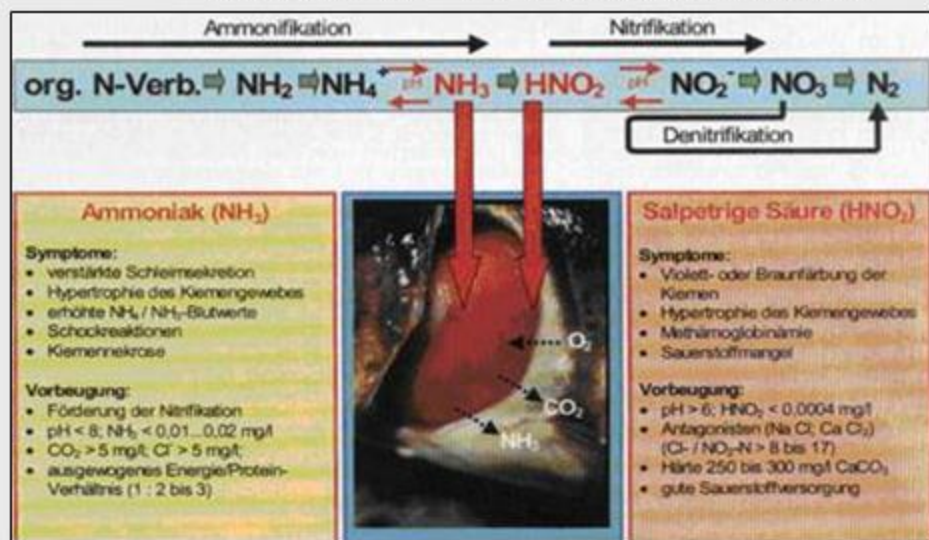 Ammonifikation
Nitrifikation
org. N-Verb. NH₂ NH₄⁺ pH NH₃ HNO₂ pH NO₂⁻ NO₃ N₂
Denitrifikation
Ammoniak (NH₃)
Symptome:
• verstärkte Schleimsekretion
• Hypertrophie des Kiemengewebes
• erhöhte NH₄ / NH₃-Blutwerte
• Schockreaktionen
• Kiemennekrose
Vorbeugung:
• Förderung der Nitrifikation
• pH < 8; NH₃ < 0,01...0,02 mg/l
• CO₂ > 5 mg/l; Cl⁻ > 5 mg/l;
• ausgewogenes Energie/Protein-
Verhältnis (1 : 2 bis 3)
O₂
CO₂
NH₃
Salpetrige Säure (HNO₂)
Symptome:
• Violett- oder Braunfärbung der
Kiemen
• Hypertrophie des Kiemengewebes
• Methämoglobinämie
• Sauerstoffmangel
Vorbeugung:
• pH > 6; HNO₂ < 0,0004 mg/l
• Antagonisten (Na Cl; Ca Cl₂)
(Cl- / NO₂-N > 8 bis 17)
• Härte 250 bis 300 mg/l CaCO₃
• gute Sauerstoffversorgung